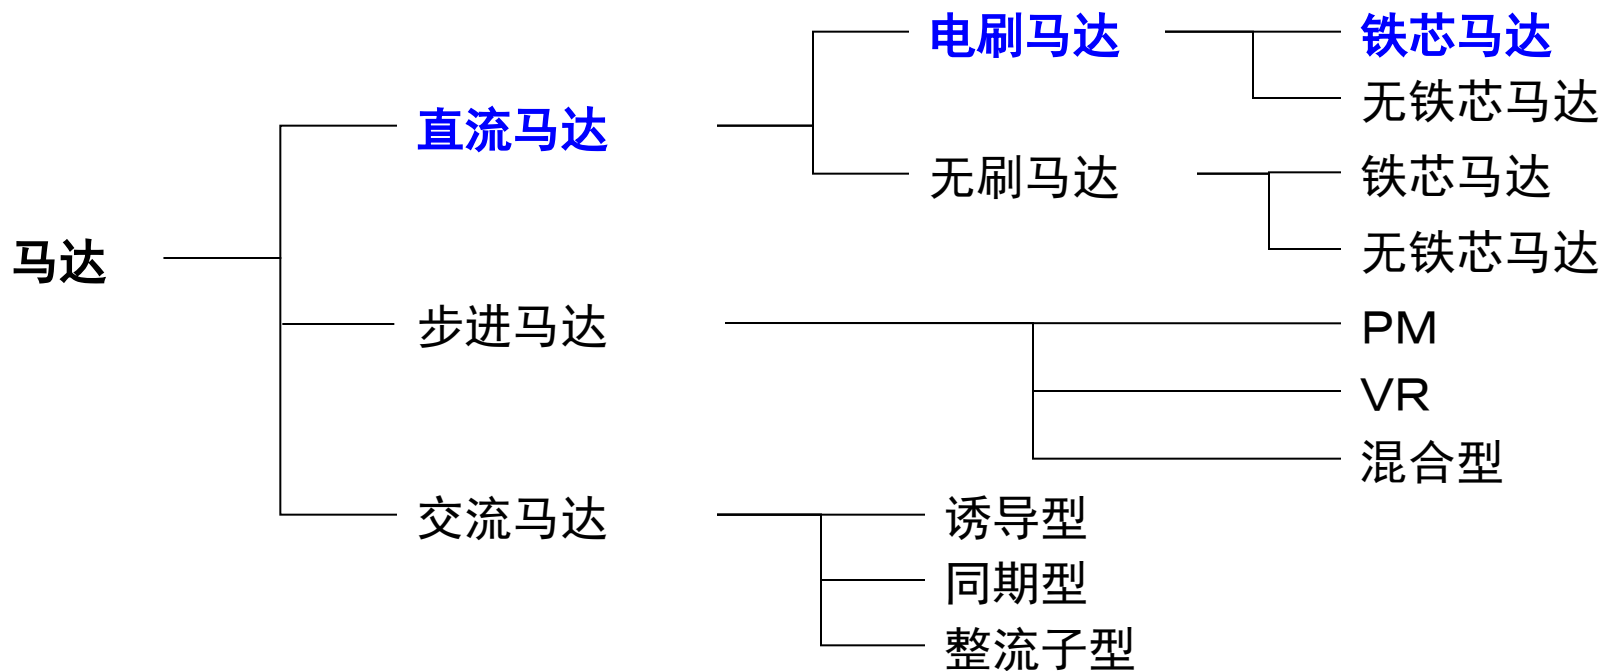 电刷马达
铁芯马达
无铁芯马达
直流马达
无刷马达
铁芯马达
无铁芯马达
马达
步进马达
PM
VR
混合型
交流马达
诱导型
同期型
整流子型